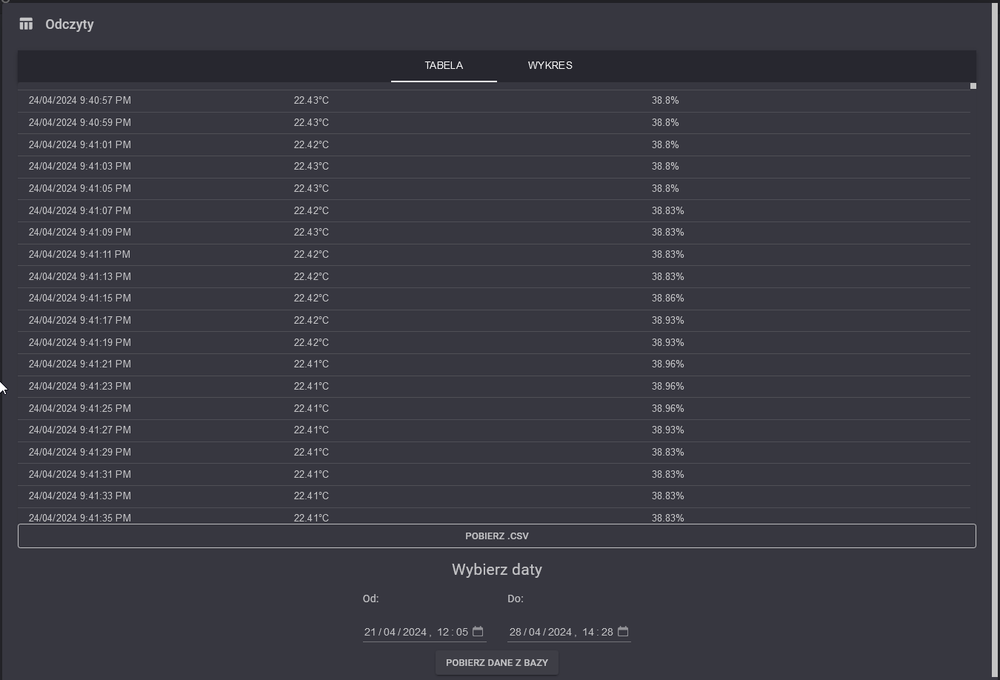 Odczyty
TABELA WYKRES
24/04/2024 9:40:57 PM 22.43°C 38.8%
24/04/2024 9:40:59 PM 22.43°C 38.8%
24/04/2024 9:41:01 PM 22.42°C 38.8%
24/04/2024 9:41:03 PM 22.43°C 38.8%
24/04/2024 9:41:05 PM 22.43°C 38.8%
24/04/2024 9:41:07 PM 22.42°C 38.83%
24/04/2024 9:41:09 PM 22.43°C 38.83%
24/04/2024 9:41:11 PM 22.42°C 38.83%
24/04/2024 9:41:13 PM 22.42°C 38.83%
24/04/2024 9:41:15 PM 22.42°C 38.86%
24/04/2024 9:41:17 PM 22.42°C 38.93%
24/04/2024 9:41:19 PM 22.42°C 38.93%
24/04/2024 9:41:21 PM 22.41°C 38.96%
24/04/2024 9:41:23 PM 22.41°C 38.96%
24/04/2024 9:41:25 PM 22.41°C 38.96%
24/04/2024 9:41:27 PM 22.41°C 38.93%
24/04/2024 9:41:29 PM 22.41°C 38.83%
24/04/2024 9:41:31 PM 22.41°C 38.83%
24/04/2024 9:41:33 PM 22.41°C 38.83%
24/04/2024 9:41:35 PM 22.41°C 38.83%
POBIERZ .CSV
Wybierz daty
Od: Do:
21/04/2024, 12:05 28/04/2024, 14:28
POBIERZ DANE Z BAZY